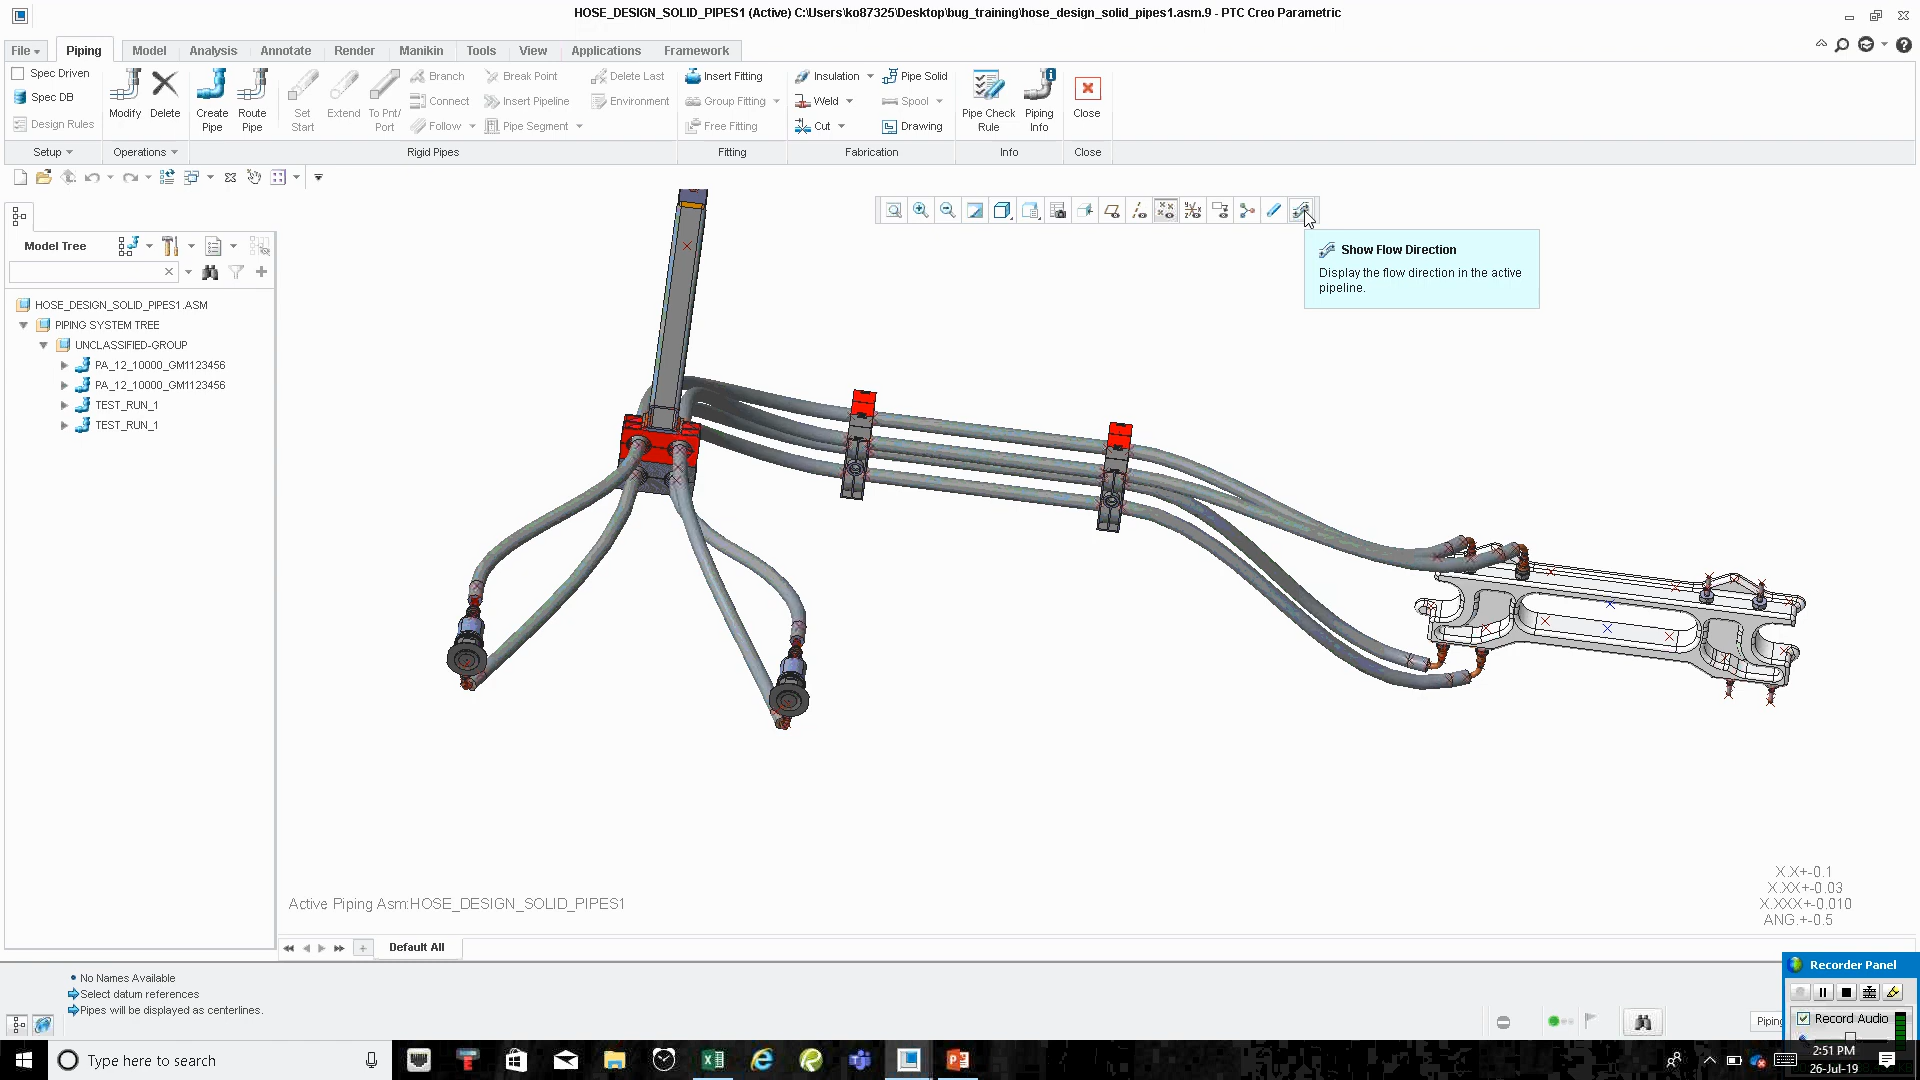 HOSE_DESIGN_SOLID_PIPES1 (Active) C:\Users\ko87325\Desktop\bug_training\hose_design_solid_pipes1.asm.9 - PTC Creo Parametric
File Piping Model Analysis Annotate Render Manikin Tools View Applications Framework
Spec Driven
Spec DB
Design Rules
Setup
Modify
Delete
Operations
Create Pipe
Route Pipe
Set Start
Extend
To Pnt/ Port
Branch
Connect
Follow
Break Point
Insert Pipeline
Pipe Segment
Delete Last
Environment
Rigid Pipes
Insert Fitting
Group Fitting
Free Fitting
Fitting
Insulation
Weld
Cut
Pipe Solid
Spool
Drawing
Fabrication
Pipe Check Rule
Piping Info
Info
Close
Close
Model Tree
HOSE_DESIGN_SOLID_PIPES1.ASM
PIPING SYSTEM TREE
UNCLASSIFIED-GROUP
PA_12_10000_GM1123456
PA_12_10000_GM1123456
TEST_RUN_1
TEST_RUN_1
Show Flow Direction
Display the flow direction in the active
pipeline.
X.X+-0.1
X.XX+-0.03
X.XXX+-0.010
ANG.+-0.5
Active Piping Asm:HOSE_DESIGN_SOLID_PIPES1
Default All
No Names Available
Select datum references
Pipes will be displayed as centerlines.
Recorder Panel
Record Audio
Piping
Type here to search
2:51 PM
26-Jul-19